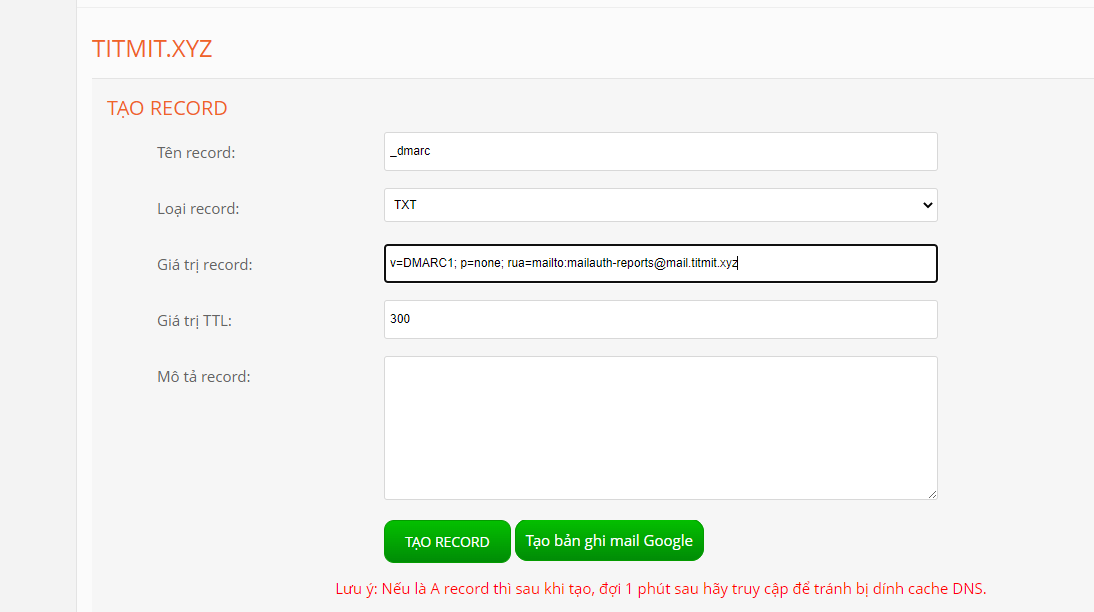 TITMIT.XYZ
TẠO RECORD
Tên record:
_dmarc
Loại record:
TXT
Giá trị record:
v=DMARC1; p=none; rua=mailto:mailauth-reports@mail.titmit.xyz
Giá trị TTL:
300
Mô tả record:
TẠO RECORD
Tạo bản ghi mail Google
Lưu ý: Nếu là A record thì sau khi tạo, đợi 1 phút sau hãy truy cập để tránh bị dính cache DNS.